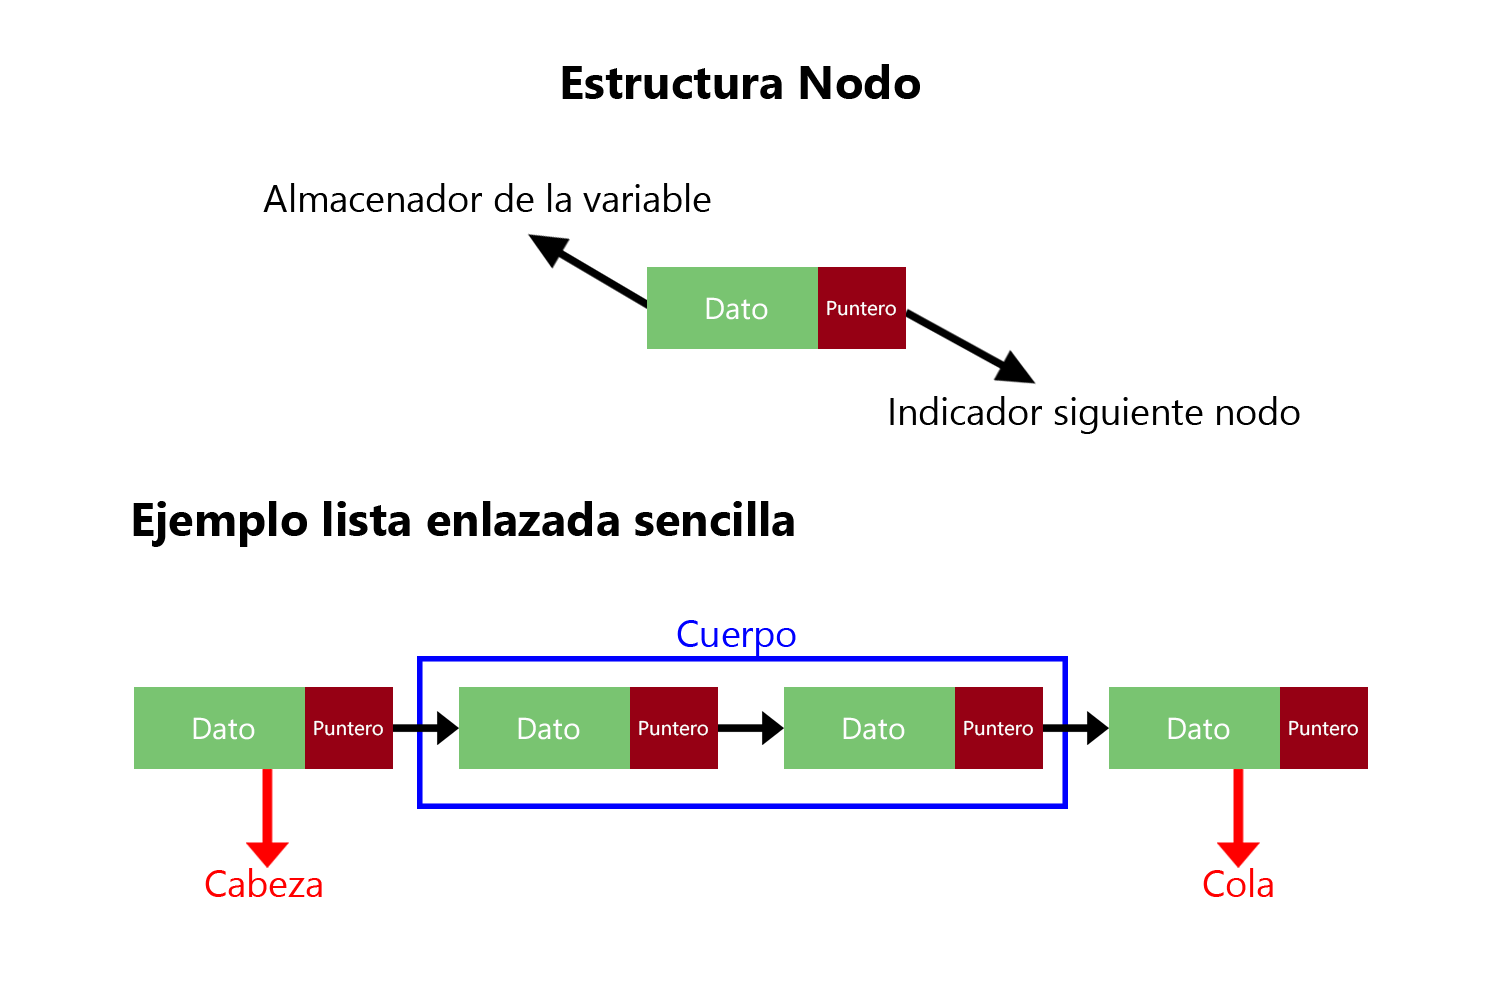 Estructura Nodo
Almacenador de la variable
Dato Puntero
Indicador siguiente nodo
Ejemplo lista enlazada sencilla
Cuerpo
Dato Puntero Dato Puntero Dato Puntero Dato Puntero
Cabeza Cola